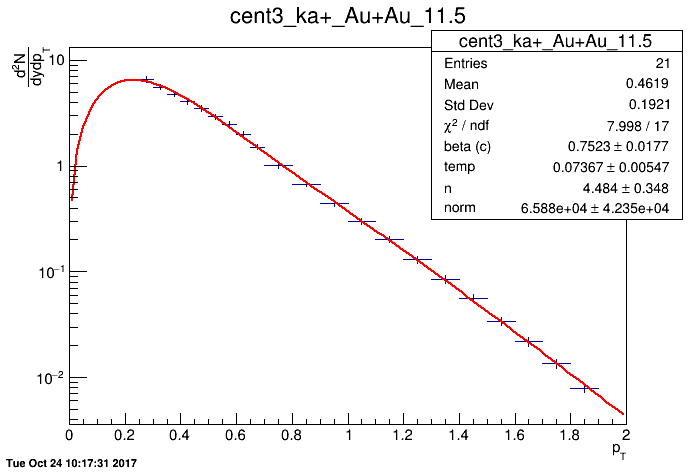 cent3_ka+_Au+Au_11.5
cent3_ka+_Au+Au_11.5
Entries 21
Mean 0.4619
Std Dev 0.1921
χ² / ndf 7.998 / 17
beta (c) 0.7523 ± 0.0177
temp 0.07367 ± 0.00547
n 4.484 ± 0.348
norm 6.588e+04 ± 4.235e+04
d²N
dydp_T
10
1
10⁻¹
10⁻²
0 0.2 0.4 0.6 0.8 1 1.2 1.4 1.6 1.8 2
p_T
Tue Oct 24 10:17:31 2017